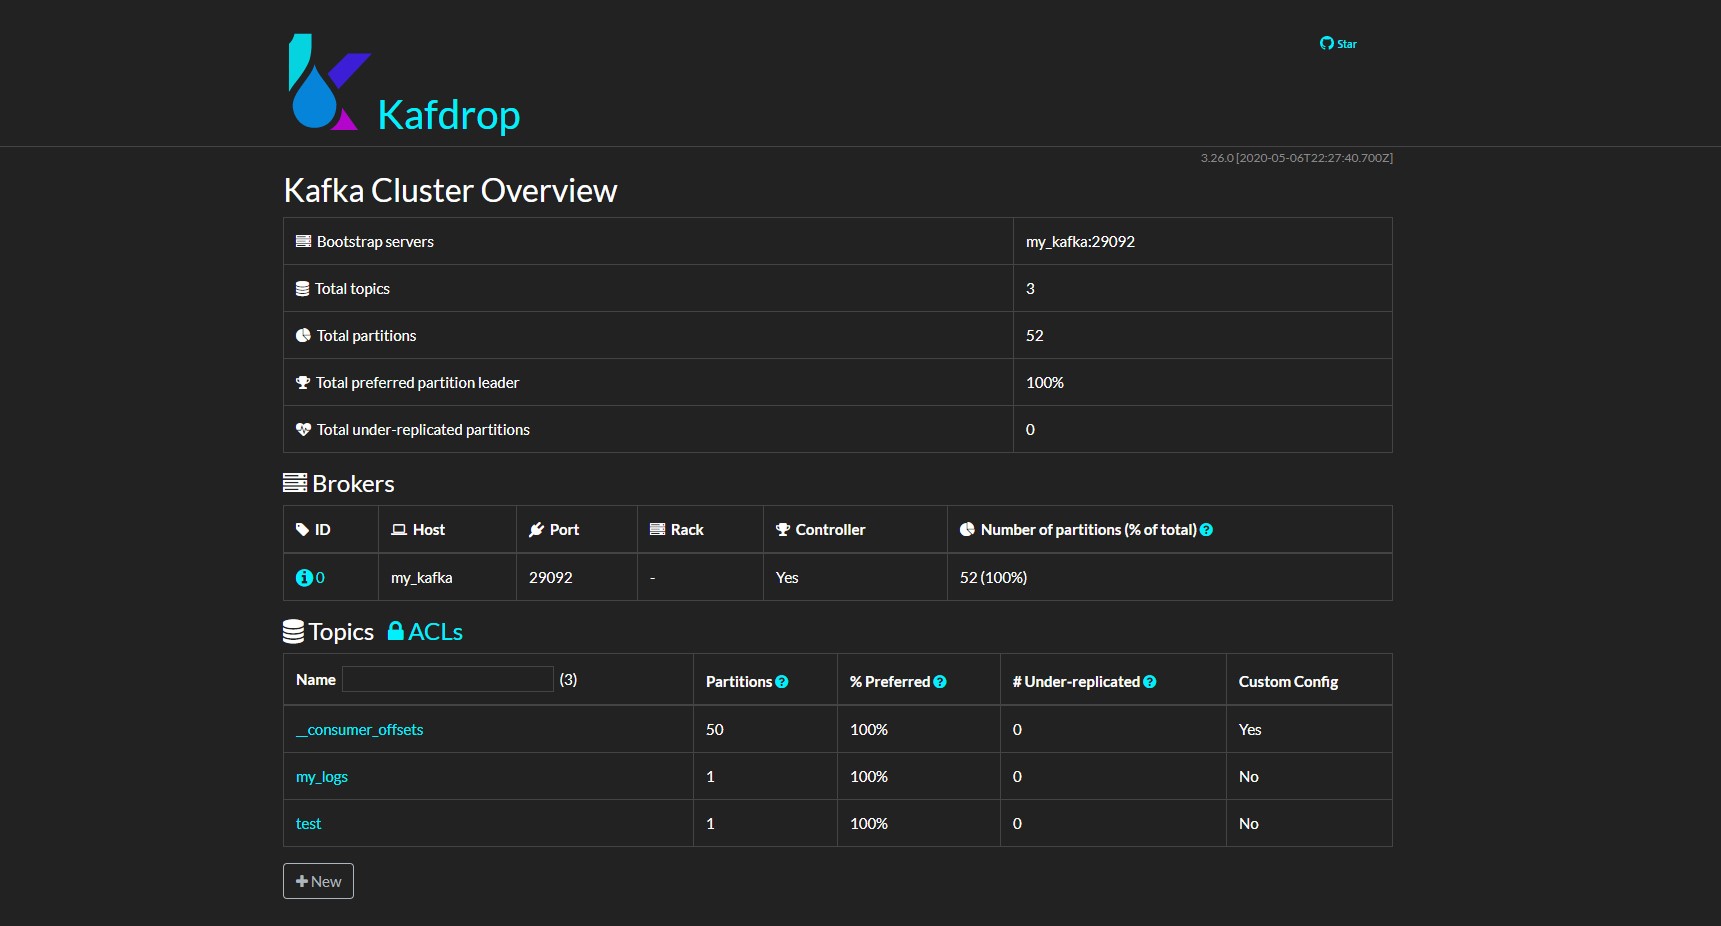 Star
Kafdrop
3.26.0 [2020-05-06T22:27:40.700Z]
Kafka Cluster Overview
Bootstrap servers my_kafka:29092
Total topics 3
Total partitions 52
Total preferred partition leader 100%
Total under-replicated partitions 0
Brokers
ID Host Port Rack Controller Number of partitions (% of total)
0 my_kafka 29092 - Yes 52 (100%)
Topics ACLs
Name (3) Partitions % Preferred # Under-replicated Custom Config
__consumer_offsets 50 100% 0 Yes
my_logs 1 100% 0 No
test 1 100% 0 No
New